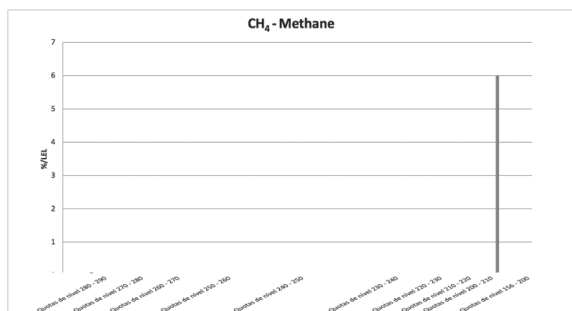 CH₄ - Methane
7
6
5
4
3
2
1
%/LEL
Quotas de nivel 280 - 290
Quotas de nivel 270 - 280
Quotas de nivel 260 - 270
Quotas de nivel 250 - 260
Quotas de nivel 240 - 250
Quotas de nivel 230 - 240
Quotas de nivel 220 - 230
Quotas de nivel 210 - 220
Quotas de nivel 200 - 210
Quotas de nivel 156 - 200